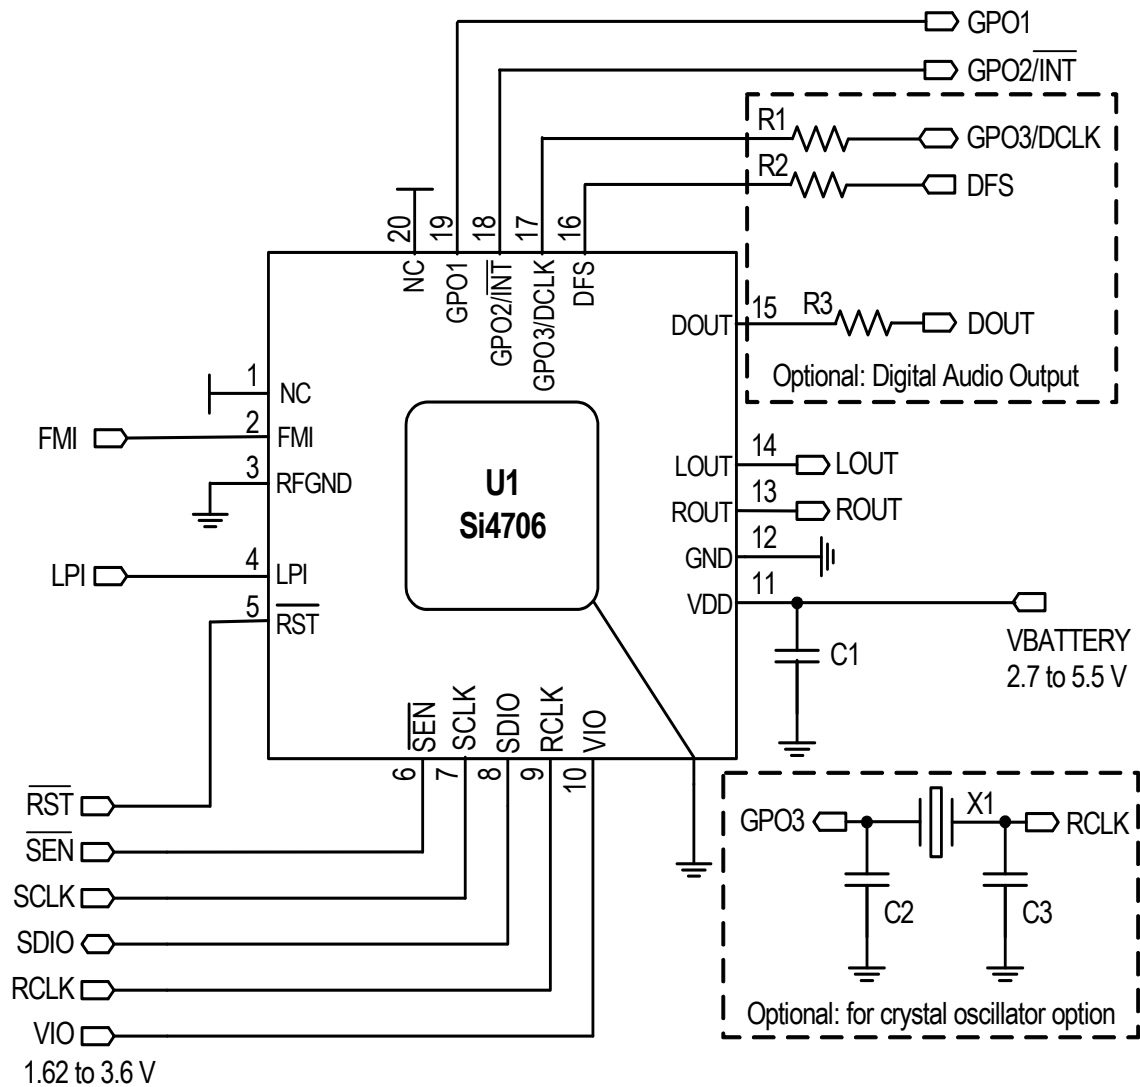 GPO1
GPO2/INT
R1
GPO3/DCLK
R2
DFS
20
19
18
17
16
NC
GPO1
GPO2/INT
GPO3/DCLK
DFS
DOUT
15
R3
DOUT
Optional: Digital Audio Output
1
NC
FMI
2
FMI
3
RFGND
LPI
4
LPI
5
RST
U1
Si4706
LOUT
14
LOUT
ROUT
13
ROUT
GND
12
VDD
11
VBATTERY
2.7 to 5.5 V
C1
SEN
SCLK
SDIO
RCLK
VIO
6
7
8
9
10
RST
SEN
SCLK
SDIO
RCLK
VIO
1.62 to 3.6 V
GPO3
X1
RCLK
C2
C3
Optional: for crystal oscillator option